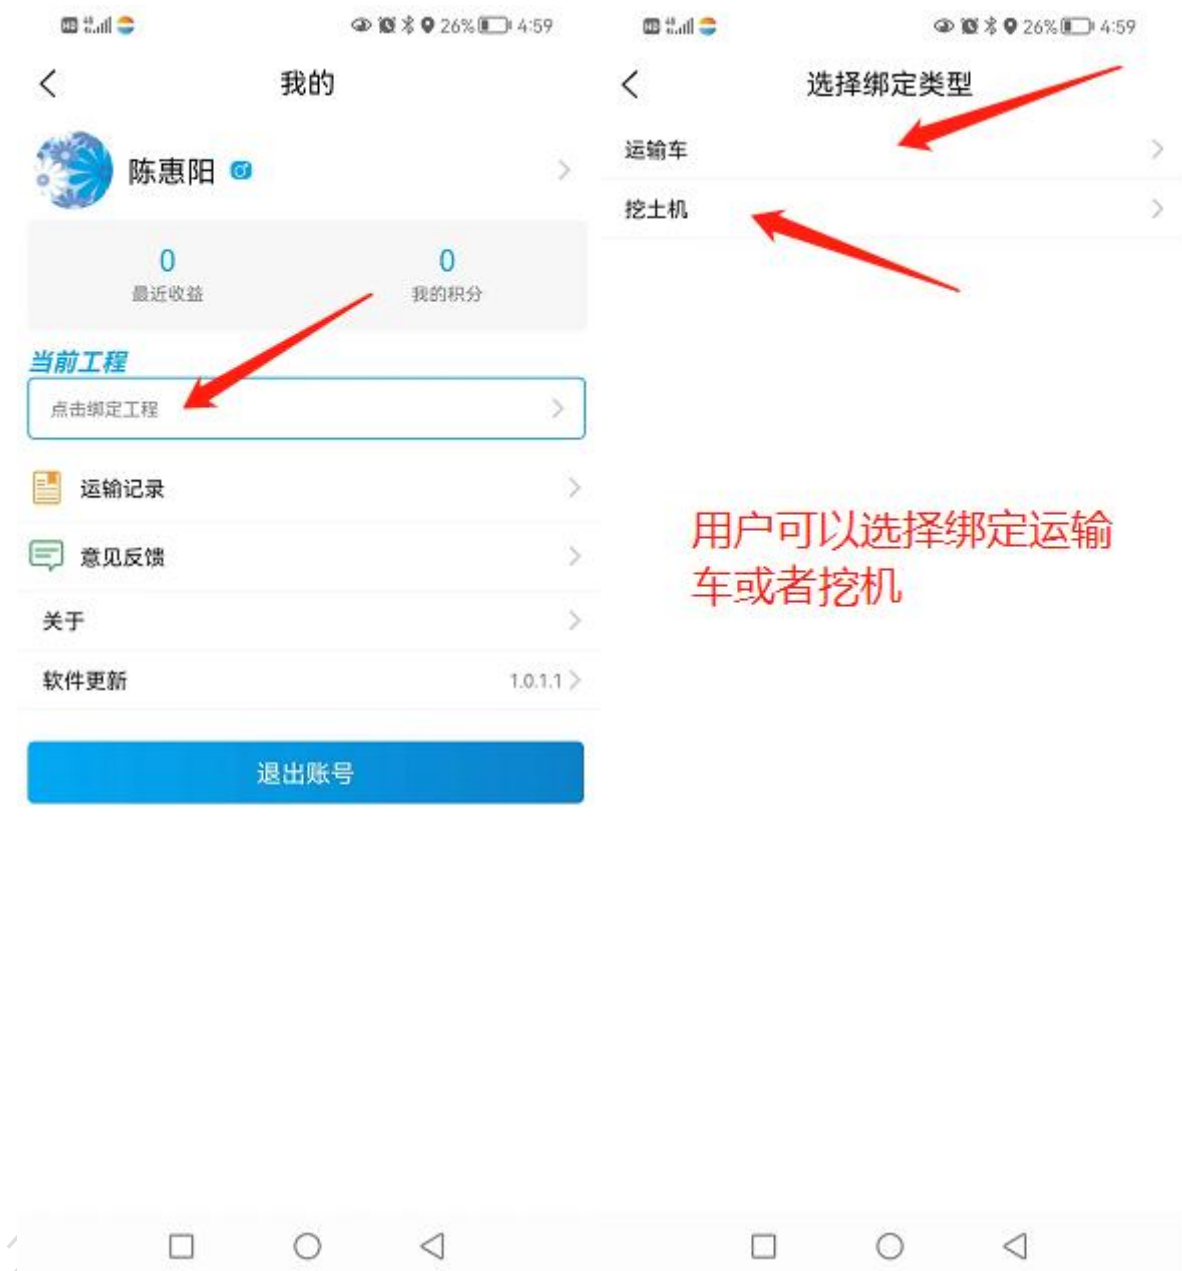 26% 4:59
我的
陈惠阳
0
最近收益
0
我的积分
当前工程
点击绑定工程
运输记录
意见反馈
关于
软件更新 1.0.1.1
退出账号
26% 4:59
选择绑定类型
运输车
挖土机
用户可以选择绑定运输
车或者挖机